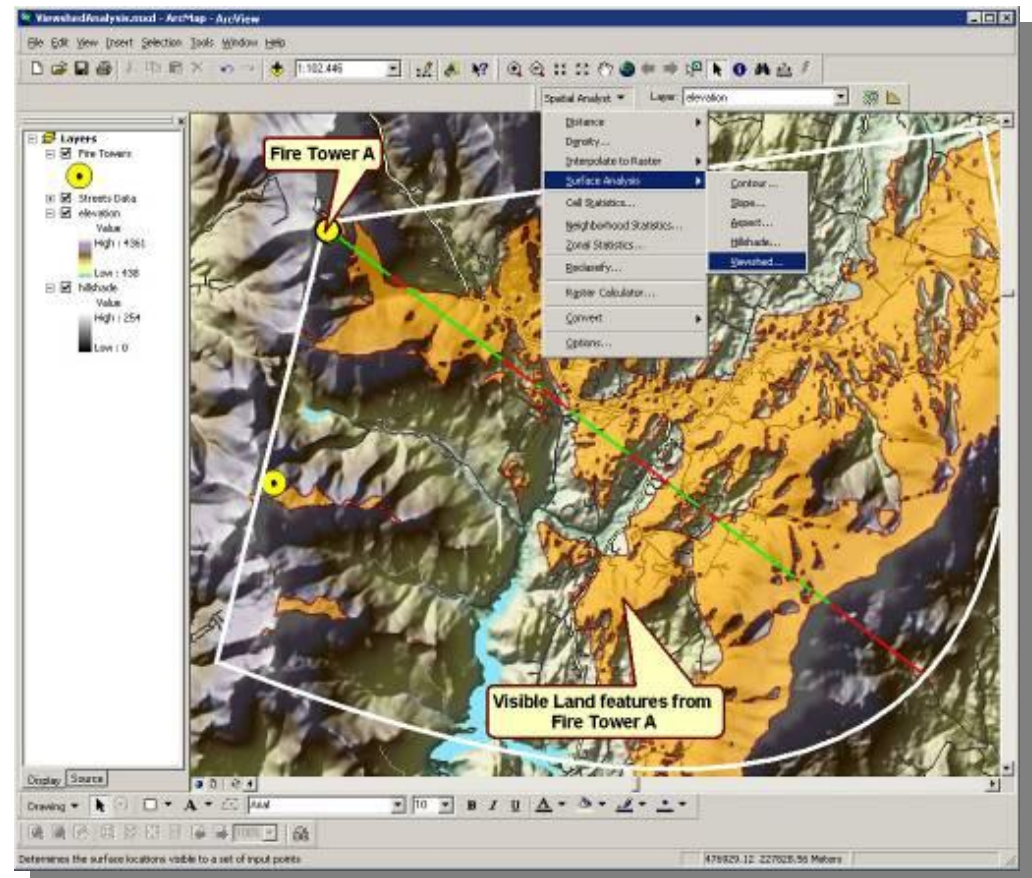 ViewshedAnalysis.mxd - ArcMap - ArcView
File Edit View Insert Selection Tools Window Help
1:102,446
Spatial Analyst Layer: elevation
Layers
Fire Towers
Streets Data
elevation
Value
High : 4361
Low : 438
hillshade
Value
High : 254
Low : 0
Distance
Density...
Interpolate to Raster
Surface Analysis
Cell Statistics...
Neighborhood Statistics...
Zonal Statistics...
Reclassify...
Raster Calculator...
Convert
Options...
Contour...
Slope...
Aspect...
Hillshade...
Viewshed...
Fire Tower A
Visible Land features from
Fire Tower A
Display Source
Drawing A Arial 10 B I U A
100%
Determines the surface locations visible to a set of input points
476929.12 227828.56 Meters